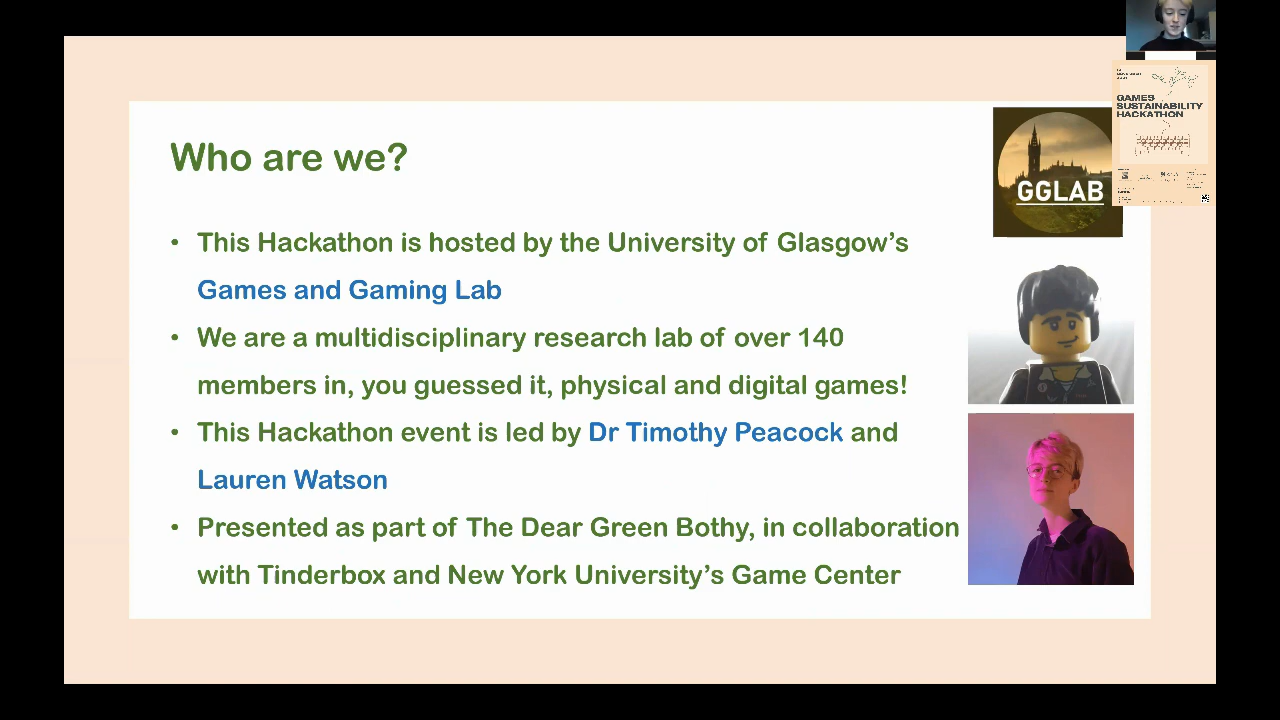 Who are we?
• This Hackathon is hosted by the University of Glasgow's
Games and Gaming Lab
• We are a multidisciplinary research lab of over 140
members in, you guessed it, physical and digital games!
• This Hackathon event is led by Dr Timothy Peacock and
Lauren Watson
• Presented as part of The Dear Green Bothy, in collaboration
with Tinderbox and New York University's Game Center
GGLAB
GAMES
SUSTAINABILITY
HACKATHON